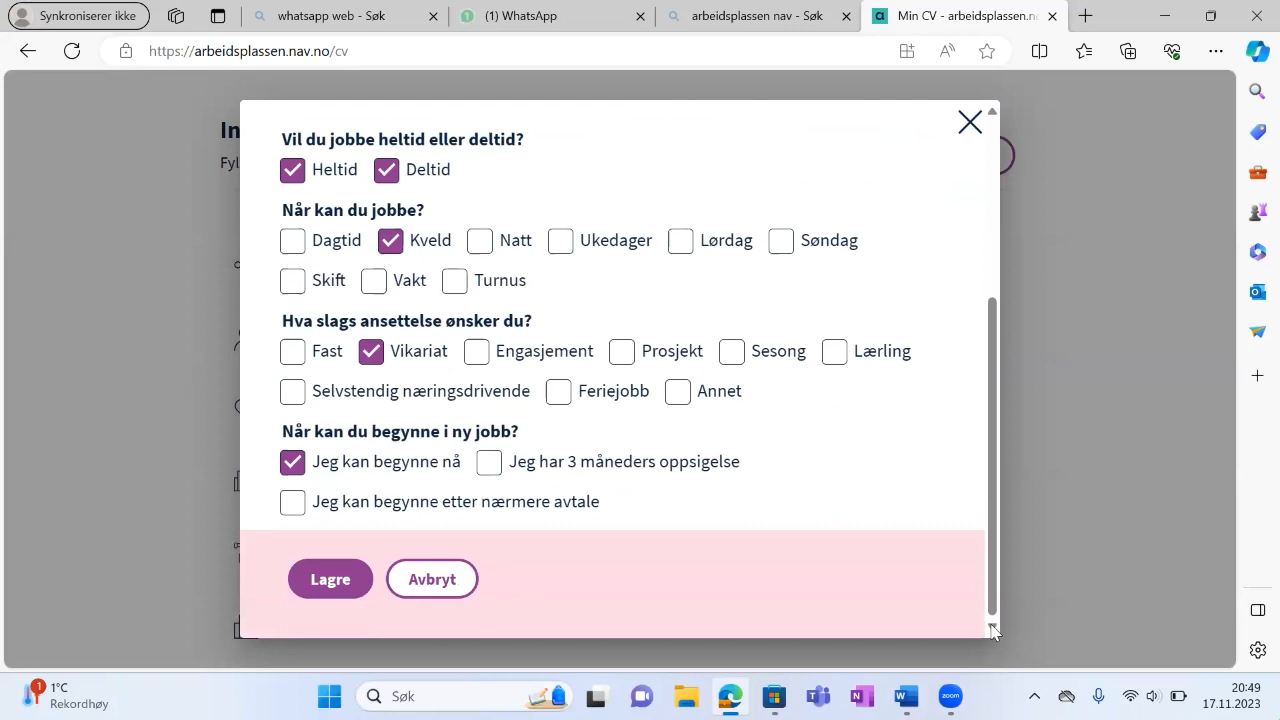 Synkroniserer ikke
whatsapp web - Søk
(1) WhatsApp
arbeidsplassen nav - Søk
Min CV - arbeidsplassen.n
https://arbeidsplassen.nav.no/cv
In
Fyl
Vil du jobbe heltid eller deltid?
Heltid Deltid
Når kan du jobbe?
Dagtid Kveld Natt Ukedager Lørdag Søndag
Skift Vakt Turnus
Hva slags ansettelse ønsker du?
Fast Vikariat Engasjement Prosjekt Sesong Lærling
Selvstendig næringsdrivende Feriejobb Annet
Når kan du begynne i ny jobb?
Jeg kan begynne nå Jeg har 3 måneders oppsigelse
Jeg kan begynne etter nærmere avtale
Lagre Avbryt
1
1°C
Rekordhøy
Søk
zoom
20:49
17.11.2023